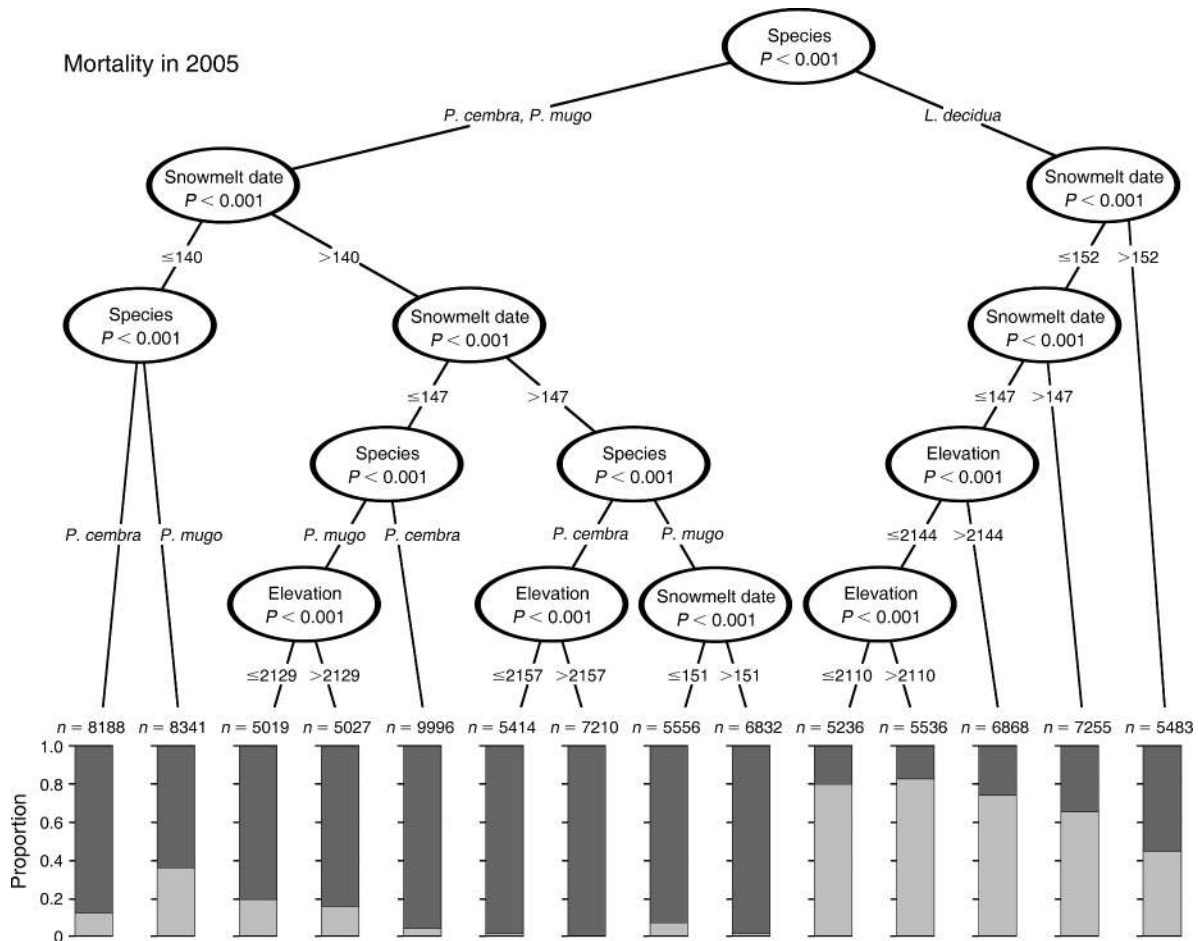 Mortality in 2005
Species
P < 0.001
P. cembra, P. mugo
L. decidua
Snowmelt date
P < 0.001
Snowmelt date
P < 0.001
≤140
>140
≤152
>152
Species
P < 0.001
Snowmelt date
P < 0.001
Snowmelt date
P < 0.001
≤147
>147
≤147
>147
Species
P < 0.001
Species
P < 0.001
Elevation
P < 0.001
P. cembra
P. mugo
P. mugo
P. cembra
P. cembra
P. mugo
≤2144
>2144
Elevation
P < 0.001
Elevation
P < 0.001
Snowmelt date
P < 0.001
Elevation
P < 0.001
≤2129
>2129
≤2157
>2157
≤151
>151
≤2110
>2110
n = 8188
n = 8341
n = 5019
n = 5027
n = 9996
n = 5414
n = 7210
n = 5556
n = 6832
n = 5236
n = 5536
n = 6868
n = 7255
n = 5483
Proportion
1.0
0.8
0.6
0.4
0.2
0